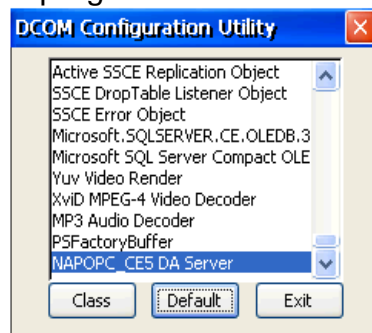 DCOM Configuration Utility
Active SSCE Replication Object
SSCE DropTable Listener Object
SSCE Error Object
Microsoft.SQLSERVER.CE.OLEDB.3
Microsoft SQL Server Compact OLE
Yuv Video Render
XviD MPEG-4 Video Decoder
MP3 Audio Decoder
PSFactoryBuffer
NAPOPC_CE5 DA Server
Class Default Exit